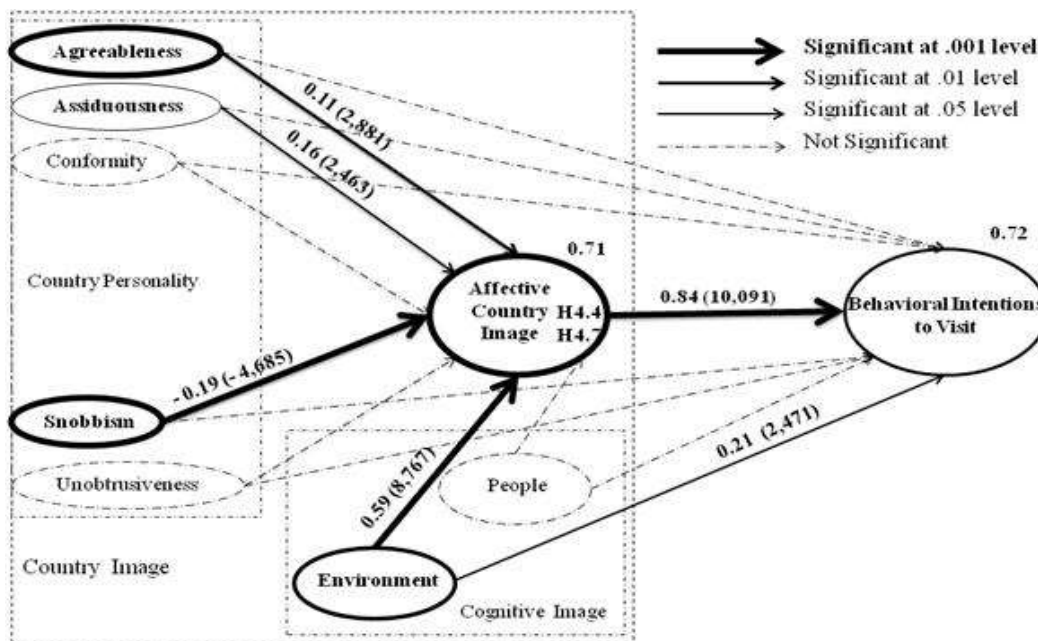 Agreeableness
Assiduousness
Conformity
Country Personality
Snobbism
Unobtrusiveness
Country Image
0.11 (2,881)
0.16 (2,463)
-0.19 (-4,685)
0.59 (8,767)
Affective
Country
Image
H4.4
H4.7
0.71
People
Environment
Cognitive Image
0.84 (10,091)
0.21 (2,471)
0.72
Behavioral Intentions
to Visit
Significant at .001 level
Significant at .01 level
Significant at .05 level
Not Significant